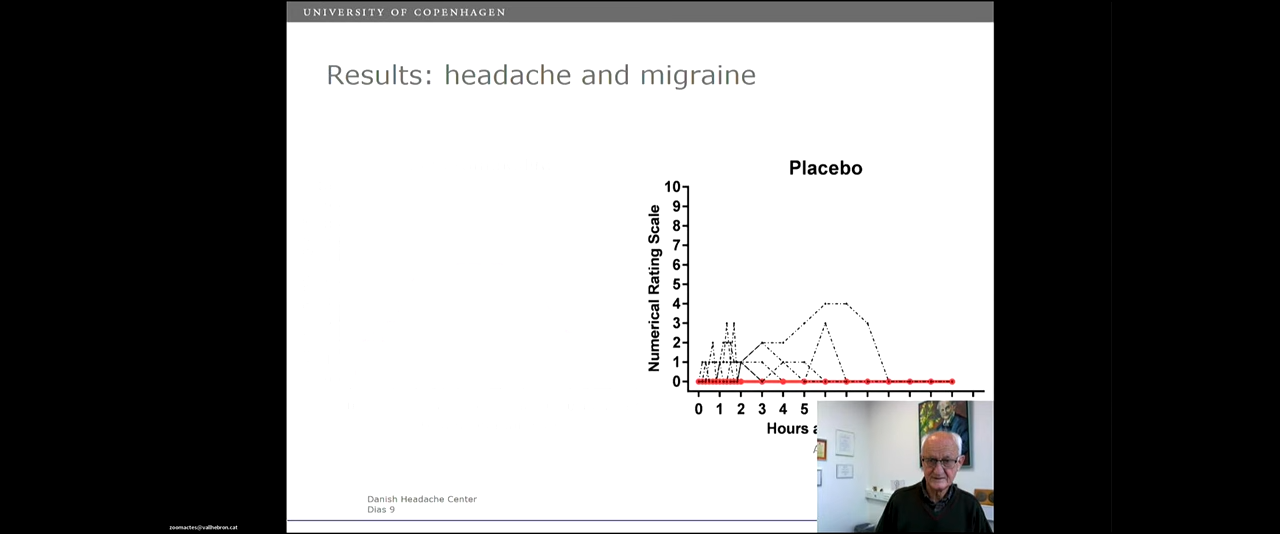 UNIVERSITY OF COPENHAGEN
Results: headache and migraine
Placebo
Numerical Rating Scale
10
9
8
7
6
5
4
3
2
1
0
0 1 2 3 4 5
Hours
Danish Headache Center
Dias 9
zoomactes@vallhebron.cat